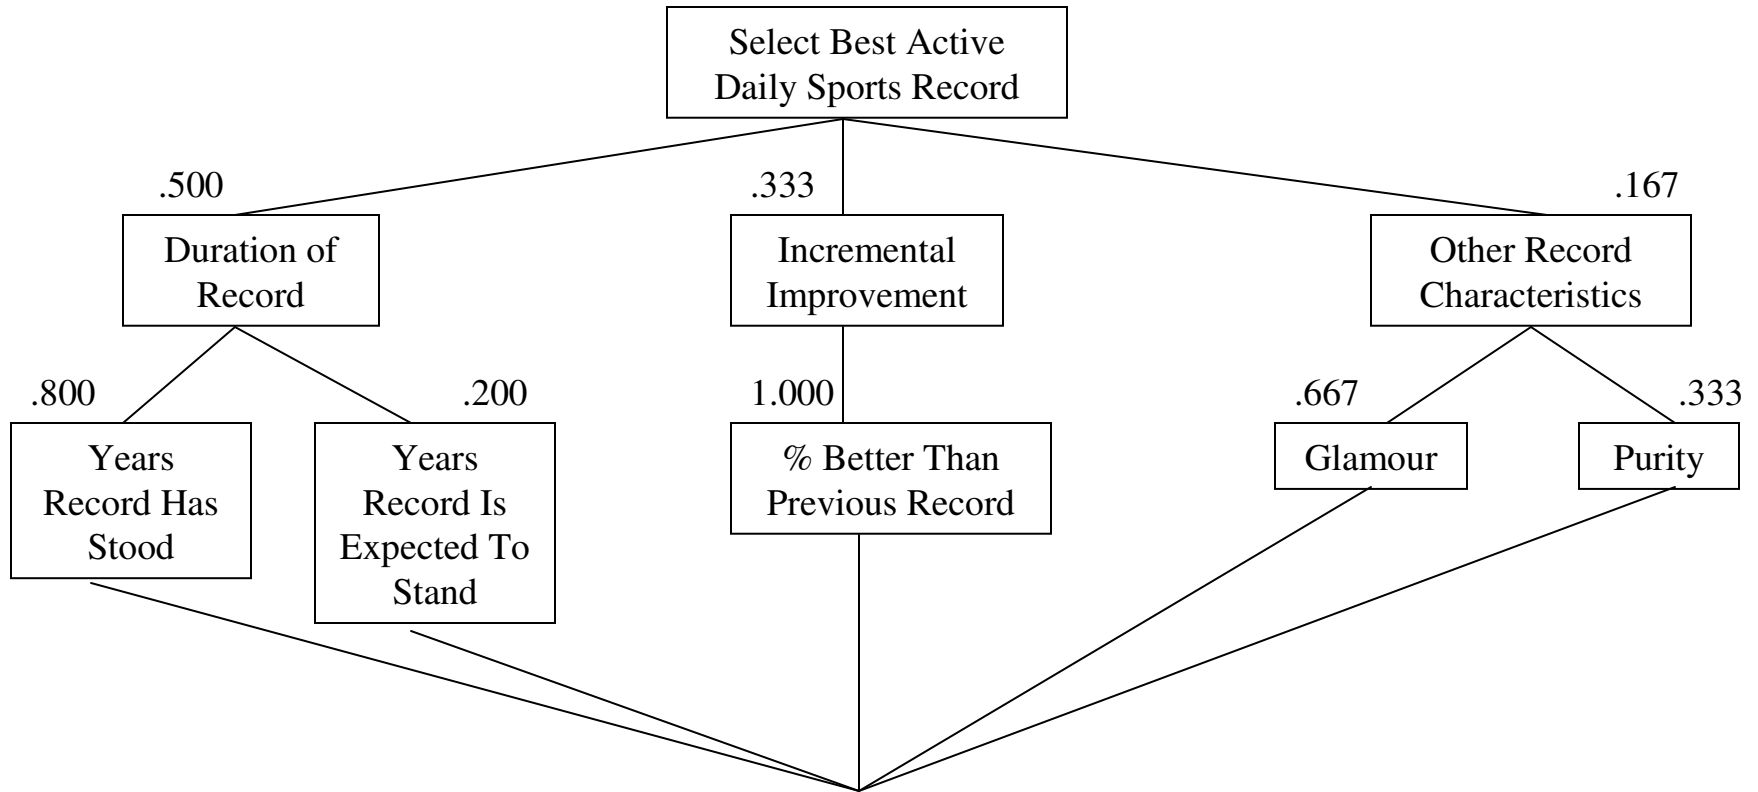 Select Best Active
Daily Sports Record
.500
.333
.167
Duration of
Record
Incremental
Improvement
Other Record
Characteristics
.800
.200
1.000
.667
.333
Years
Record Has
Stood
Years
Record Is
Expected To
Stand
% Better Than
Previous Record
Glamour
Purity